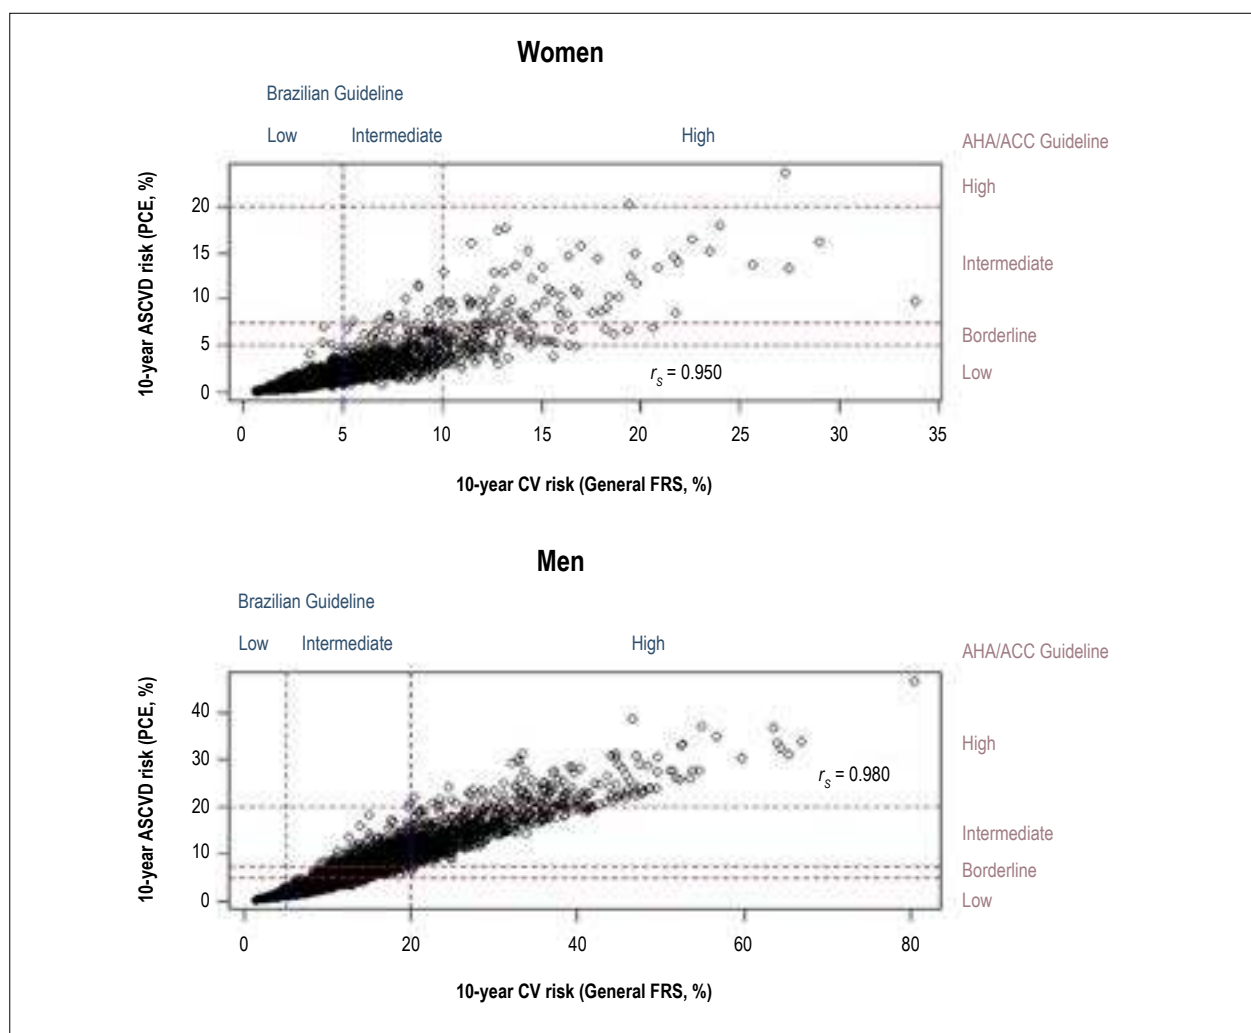 Women
Brazilian Guideline
Low Intermediate High
AHA/ACC Guideline
10-year ASCVD risk (PCE, %)
20
15
10
5
0
High
Intermediate
Borderline
Low
rs = 0.950
0 5 10 15 20 25 30 35
10-year CV risk (General FRS, %)
Men
Brazilian Guideline
Low Intermediate High
AHA/ACC Guideline
10-year ASCVD risk (PCE, %)
40
30
20
10
0
High
Intermediate
Borderline
Low
rs = 0.980
0 20 40 60 80
10-year CV risk (General FRS, %)